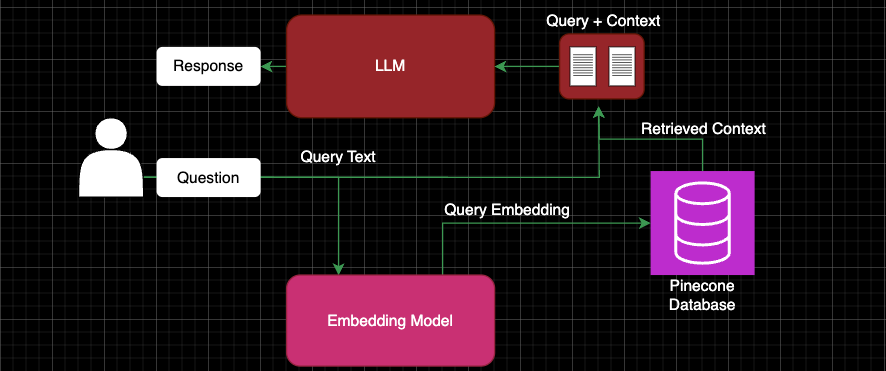 Query + Context
Response
LLM
Retrieved Context
Query Text
Question
Query Embedding
Pinecone
Database
Embedding Model